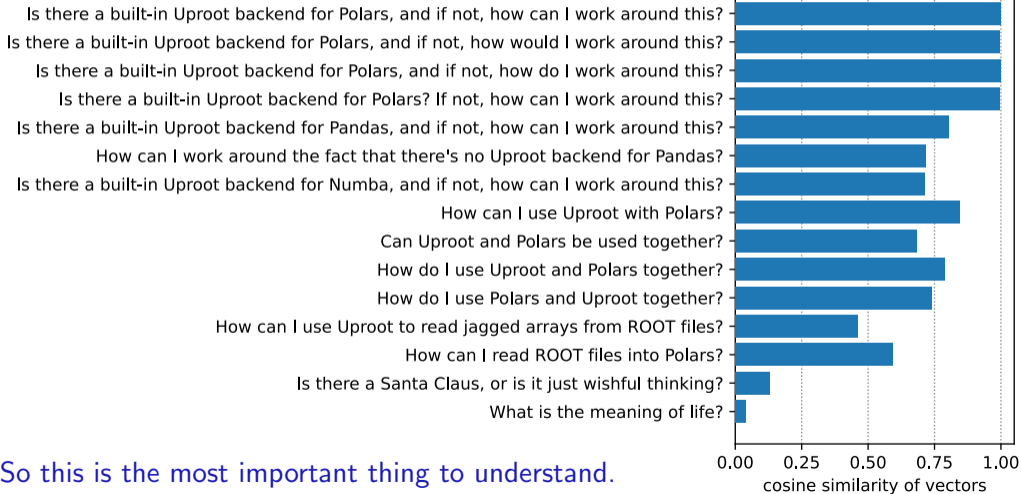 Is there a built-in Uproot backend for Polars, and if not, how can I work around this?
Is there a built-in Uproot backend for Polars, and if not, how would I work around this?
Is there a built-in Uproot backend for Polars, and if not, how do I work around this?
Is there a built-in Uproot backend for Polars? If not, how can I work around this?
Is there a built-in Uproot backend for Pandas, and if not, how can I work around this?
How can I work around the fact that there's no Uproot backend for Pandas?
Is there a built-in Uproot backend for Numba, and if not, how can I work around this?
How can I use Uproot with Polars?
Can Uproot and Polars be used together?
How do I use Uproot and Polars together?
How do I use Polars and Uproot together?
How can I use Uproot to read jagged arrays from ROOT files?
How can I read ROOT files into Polars?
Is there a Santa Claus, or is it just wishful thinking?
What is the meaning of life?
0.00 0.25 0.50 0.75 1.00
cosine similarity of vectors
So this is the most important thing to understand.